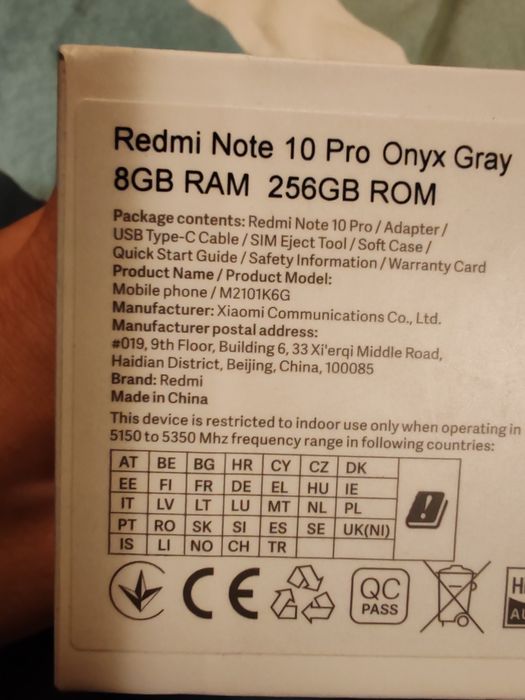 Redmi Note 10 Pro Onyx Gray
8GB RAM 256GB ROM
Package contents: Redmi Note 10 Pro / Adapter /
USB Type-C Cable / SIM Eject Tool / Soft Case /
Quick Start Guide / Safety Information / Warranty Card
Product Name / Product Model:
Mobile phone / M2101K6G
Manufacturer: Xiaomi Communications Co., Ltd.
Manufacturer postal address:
#019, 9th Floor, Building 6, 33 Xi'erqi Middle Road,
Haidian District, Beijing, China, 100085
Brand: Redmi
Made in China
This device is restricted to indoor use only when operating in
5150 to 5350 Mhz frequency range in following countries:
AT BE BG HR CY CZ DK
EE FI FR DE EL HU IE
IT LV LT LU MT NL PL
PT RO SK SI ES SE UK(NI)
IS LI NO CH TR
CE
QC
PASS